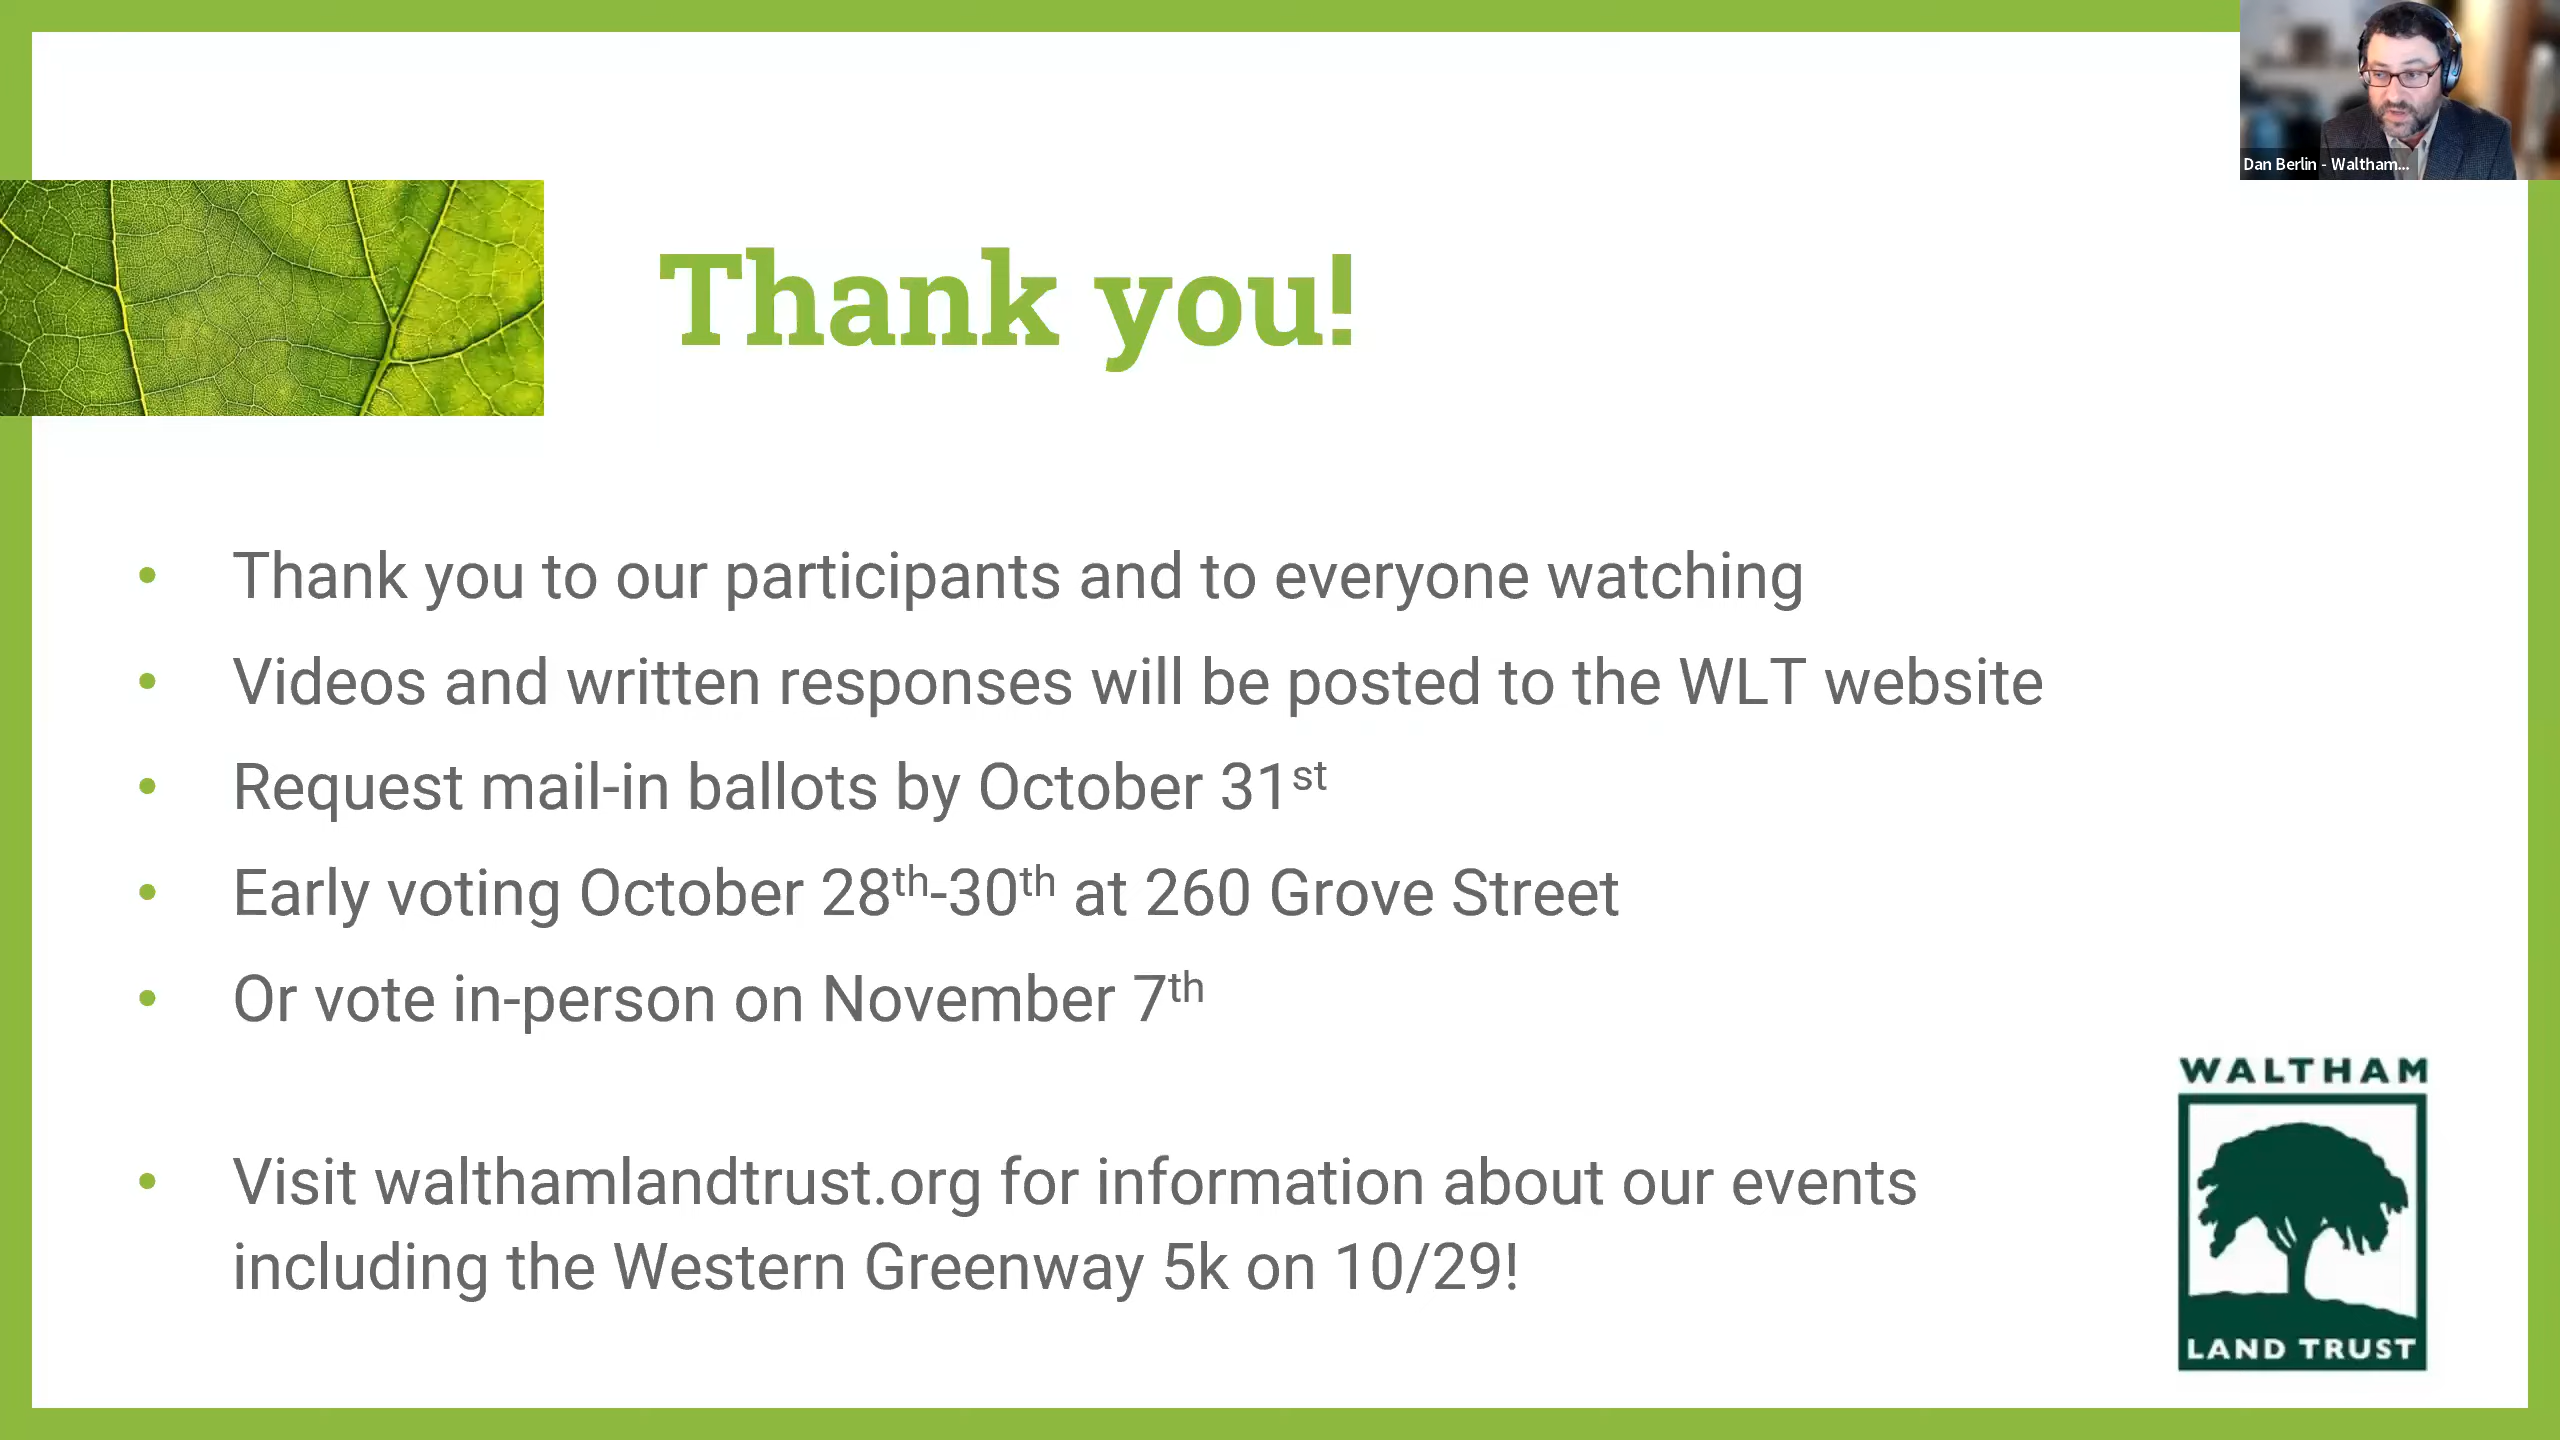 Dan Berlin - Waltham...
Thank you!
• Thank you to our participants and to everyone watching
• Videos and written responses will be posted to the WLT website
• Request mail-in ballots by October 31st
• Early voting October 28th-30th at 260 Grove Street
• Or vote in-person on November 7th
• Visit walthamlandtrust.org for information about our events
including the Western Greenway 5k on 10/29!
WALTHAM
LAND TRUST